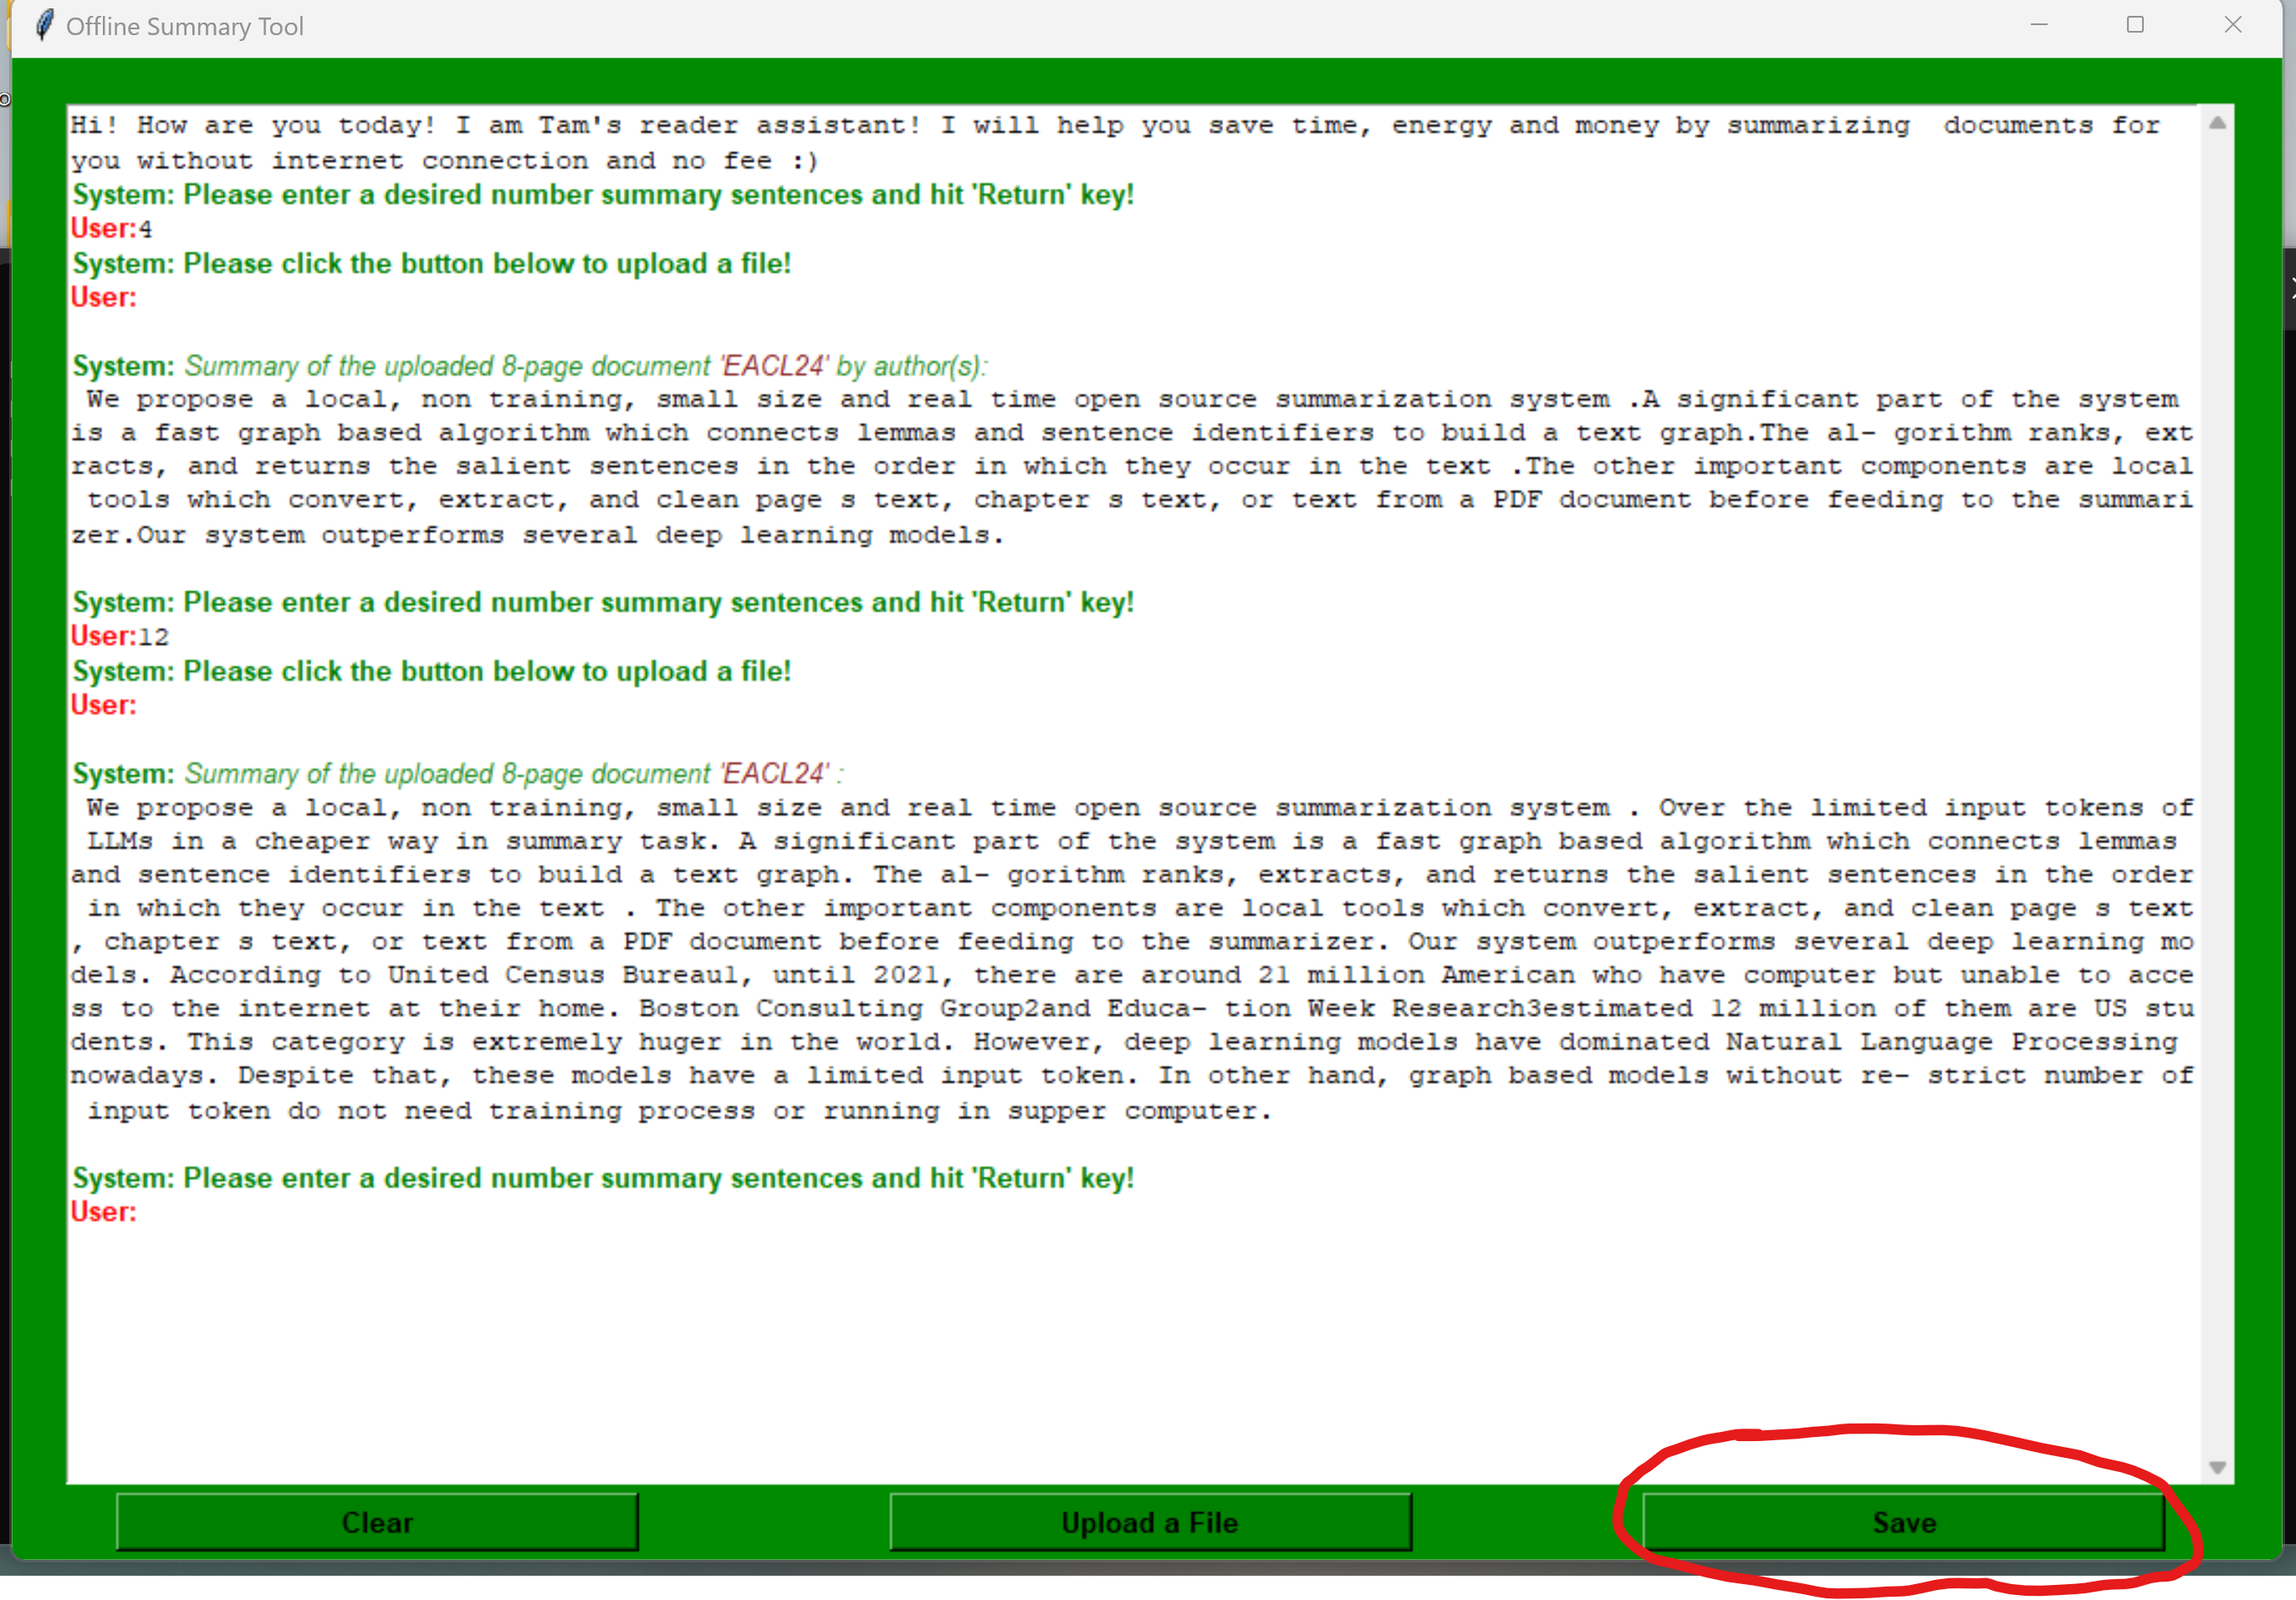 Offline Summary Tool
Hi! How are you today! I am Tam's reader assistant! I will help you save time, energy and money by summarizing  documents for
you without internet connection and no fee :)
System: Please enter a desired number summary sentences and hit 'Return' key!
User:4
System: Please click the button below to upload a file!
User:
System: Summary of the uploaded 8-page document 'EACL24' by author(s):
We propose a local, non training, small size and real time open source summarization system .A significant part of the system
is a fast graph based algorithm which connects lemmas and sentence identifiers to build a text graph.The al- gorithm ranks, ext
racts, and returns the salient sentences in the order in which they occur in the text .The other important components are local
tools which convert, extract, and clean page s text, chapter s text, or text from a PDF document before feeding to the summari
zer.Our system outperforms several deep learning models.
System: Please enter a desired number summary sentences and hit 'Return' key!
User:12
System: Please click the button below to upload a file!
User:
System: Summary of the uploaded 8-page document 'EACL24' :
We propose a local, non training, small size and real time open source summarization system . Over the limited input tokens of
LLMs in a cheaper way in summary task. A significant part of the system is a fast graph based algorithm which connects lemmas
and sentence identifiers to build a text graph. The al- gorithm ranks, extracts, and returns the salient sentences in the order
in which they occur in the text . The other important components are local tools which convert, extract, and clean page s text
, chapter s text, or text from a PDF document before feeding to the summarizer. Our system outperforms several deep learning mo
dels. According to United Census Bureau1, until 2021, there are around 21 million American who have computer but unable to acce
ss to the internet at their home. Boston Consulting Group2and Educa- tion Week Research3estimated 12 million of them are US stu
dents. This category is extremely huger in the world. However, deep learning models have dominated Natural Language Processing
nowadays. Despite that, these models have a limited input token. In other hand, graph based models without re- strict number of
input token do not need training process or running in supper computer.
System: Please enter a desired number summary sentences and hit 'Return' key!
User:
Clear
Upload a File
Save